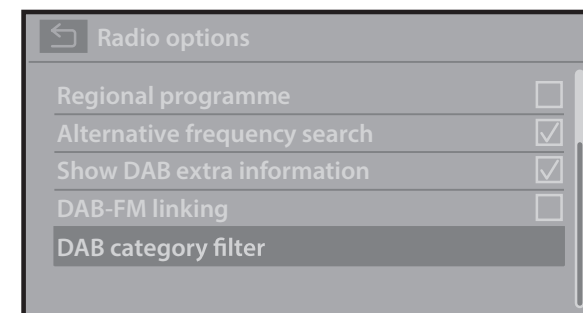 Radio options
Regional programme
Alternative frequency search
Show DAB extra information
DAB-FM linking
DAB category filter